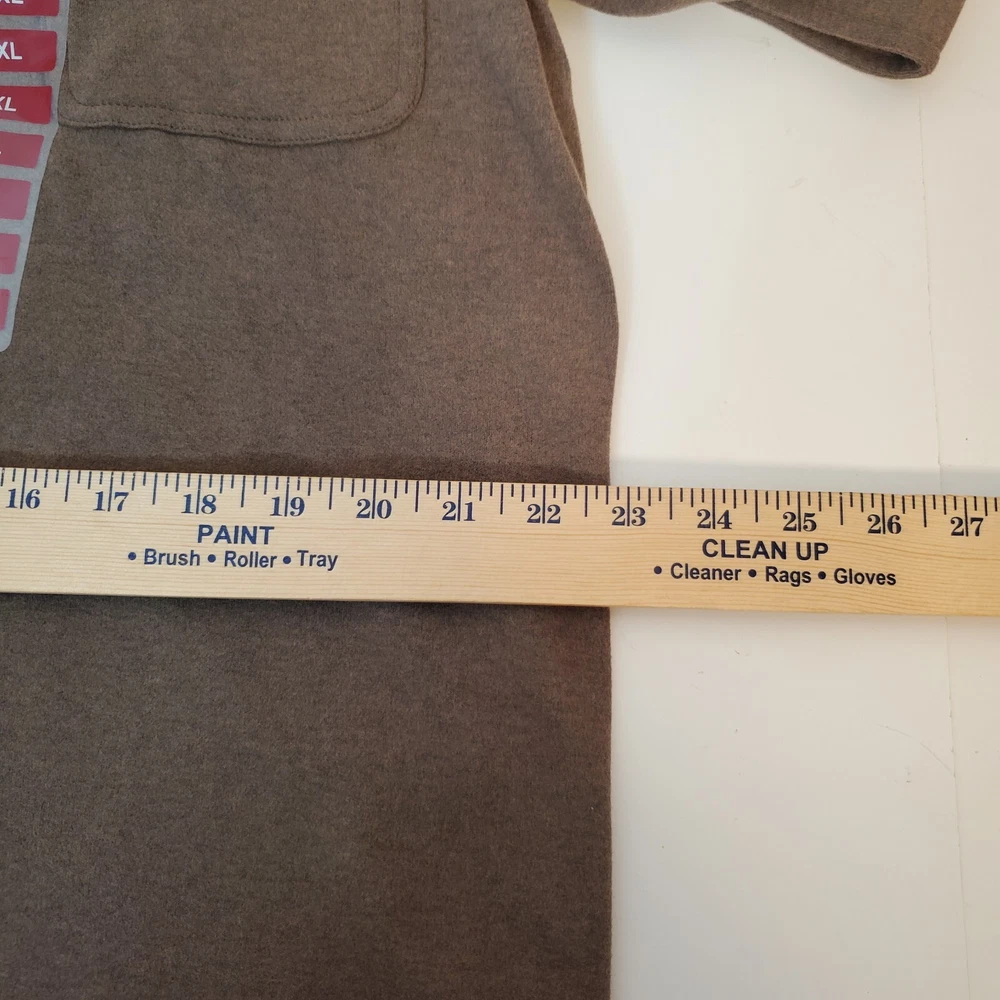 XL
XL
XL
16 17 18 19 20 21 22 23 24 25 26 27
PAINT
• Brush • Roller • Tray
CLEAN UP
• Cleaner • Rags • Gloves